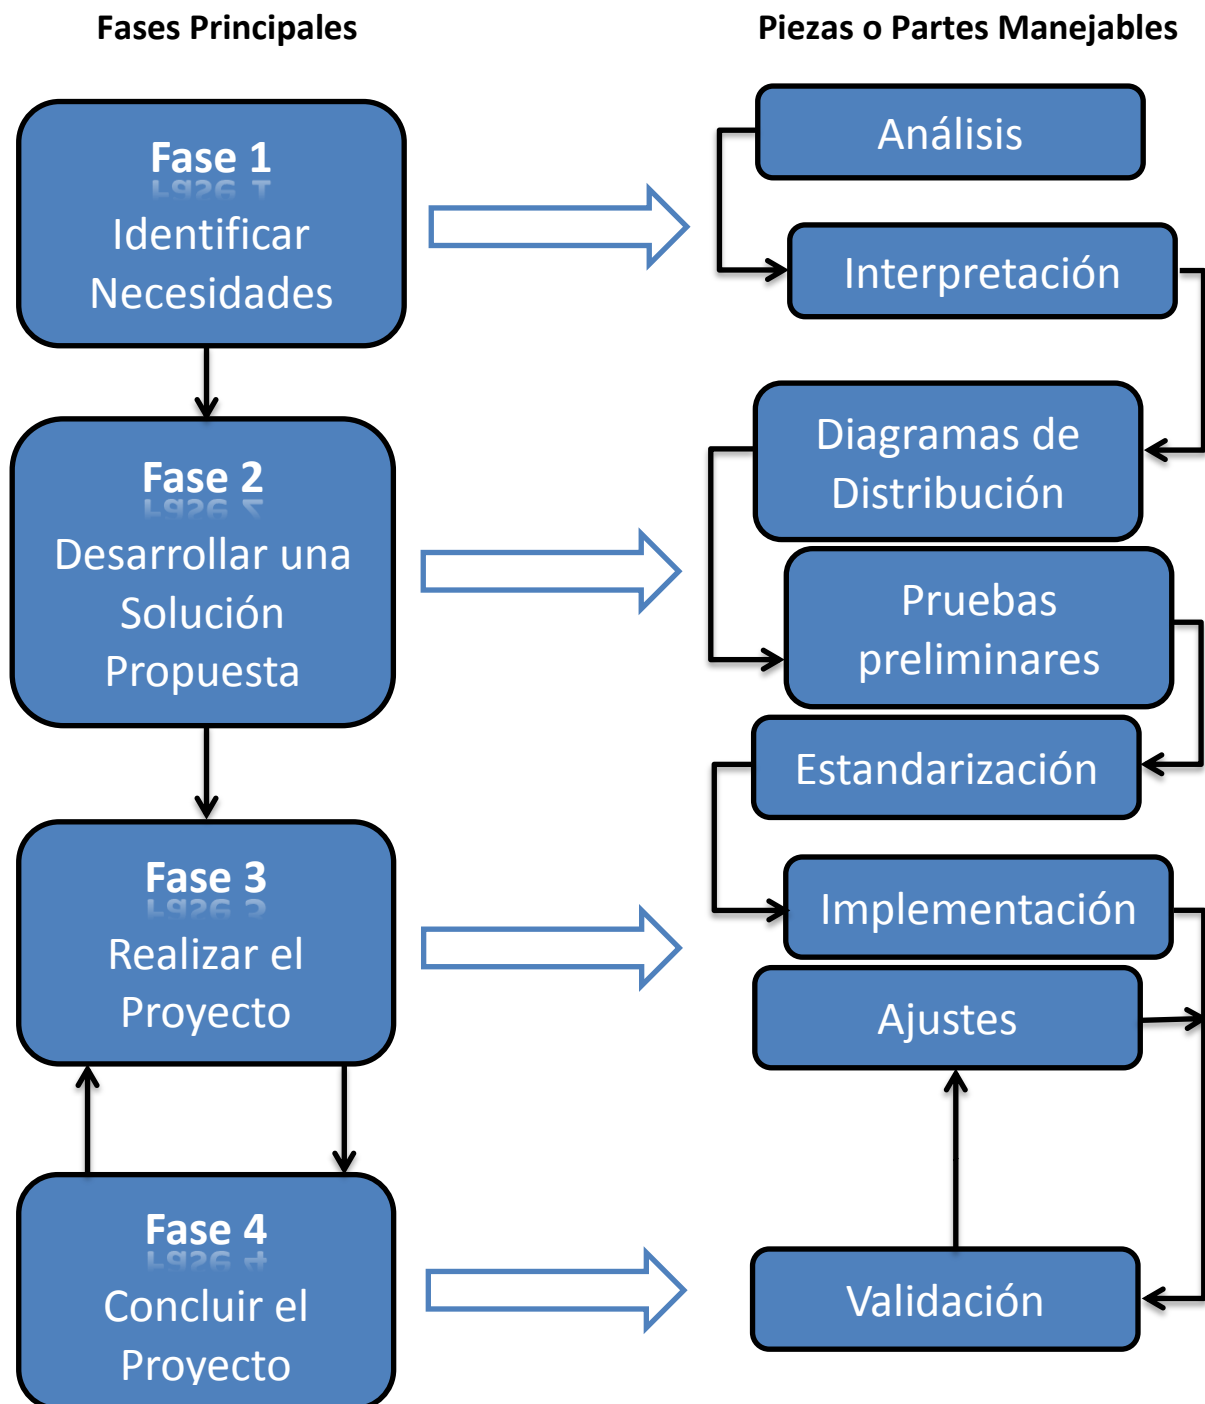 Fases Principales
Piezas o Partes Manejables
Fase 1
Identificar
Necesidades
Análisis
Interpretación
Fase 2
Desarrollar una
Solución
Propuesta
Diagramas de
Distribución
Pruebas
preliminares
Estandarización
Fase 3
Realizar el
Proyecto
Implementación
Ajustes
Fase 4
Concluir el
Proyecto
Validación